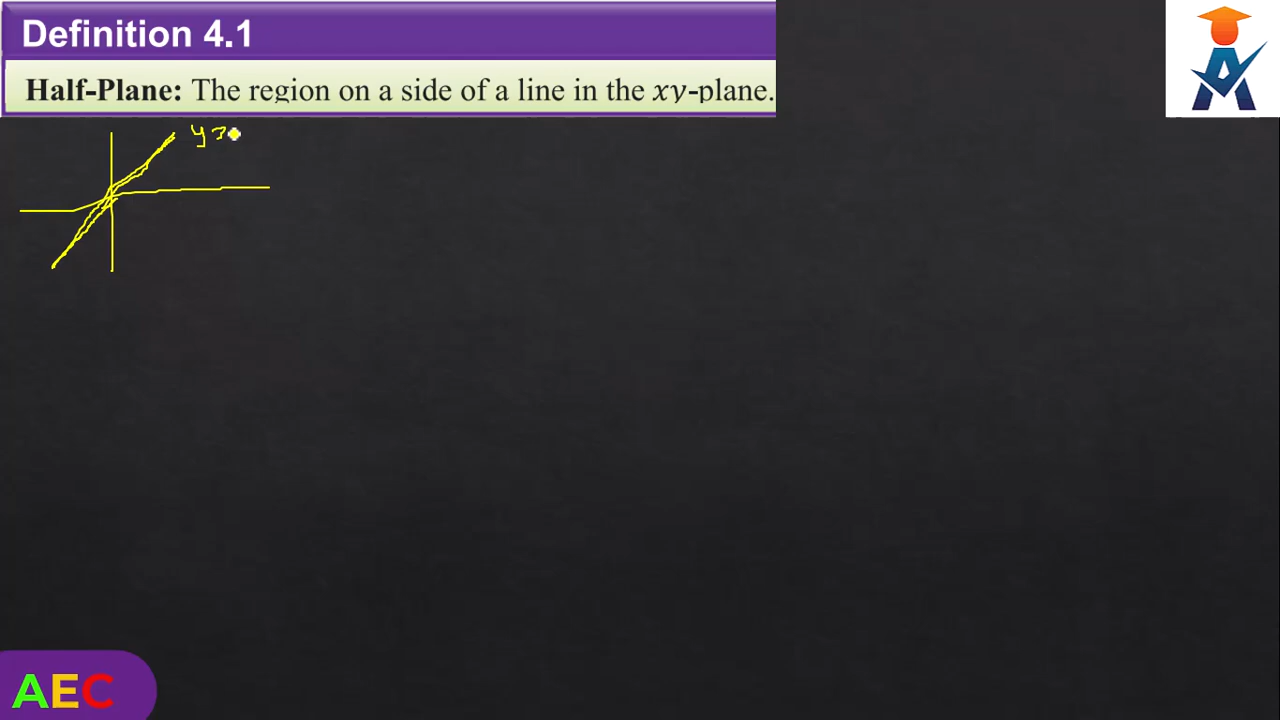 Definition 4.1
Half-Plane: The region on a side of a line in the xy-plane.
y
AEC